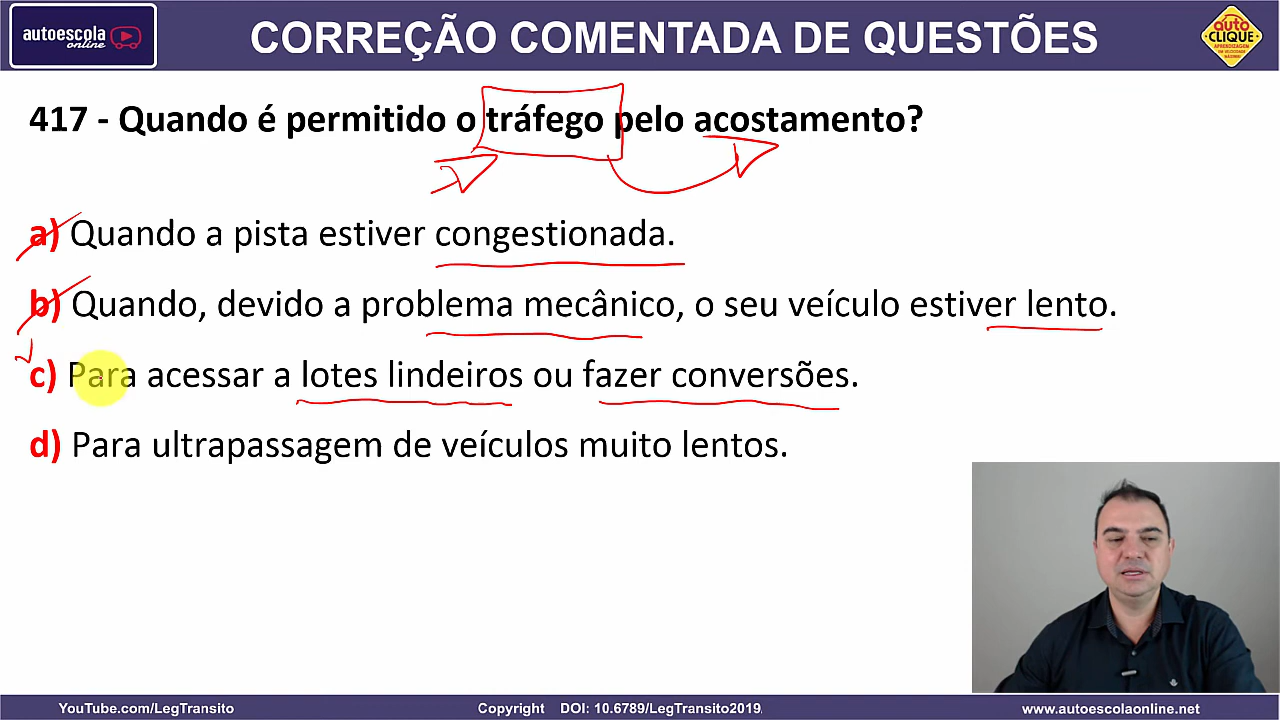 autoescola
online
CORREÇÃO COMENTADA DE QUESTÕES
auto
CLIQUE
APRENDIZAGEM
EM VELOCIDADE
MÁXIMA!
417 - Quando é permitido o tráfego pelo acostamento?
a) Quando a pista estiver congestionada.
b) Quando, devido a problema mecânico, o seu veículo estiver lento.
c) Para acessar a lotes lindeiros ou fazer conversões.
d) Para ultrapassagem de veículos muito lentos.
YouTube.com/LegTransito Copyright DOI: 10.6789/LegTransito2019. www.autoescolaonline.net